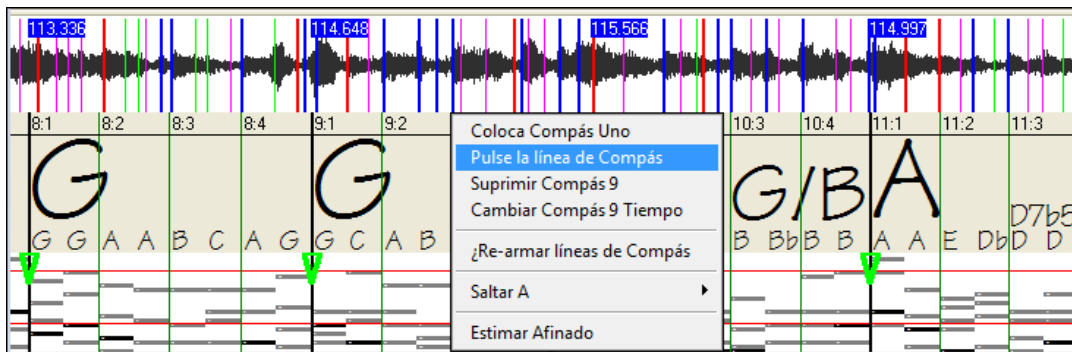 113.336 114.648 115.566 114.997
8:1 8:2 8:3 8:4 9:1 9:2 10:3 10:4 11:1 11:2 11:3
G G G/B A D7b5
G G A A B C A G G C A B B Bb B B A A E Db D D
Coloca Compás Uno
Pulse la línea de Compás
Suprimir Compás 9
Cambiar Compás 9 Tiempo
¿Re-armar líneas de Compás
Saltar A
Estimar Afinado